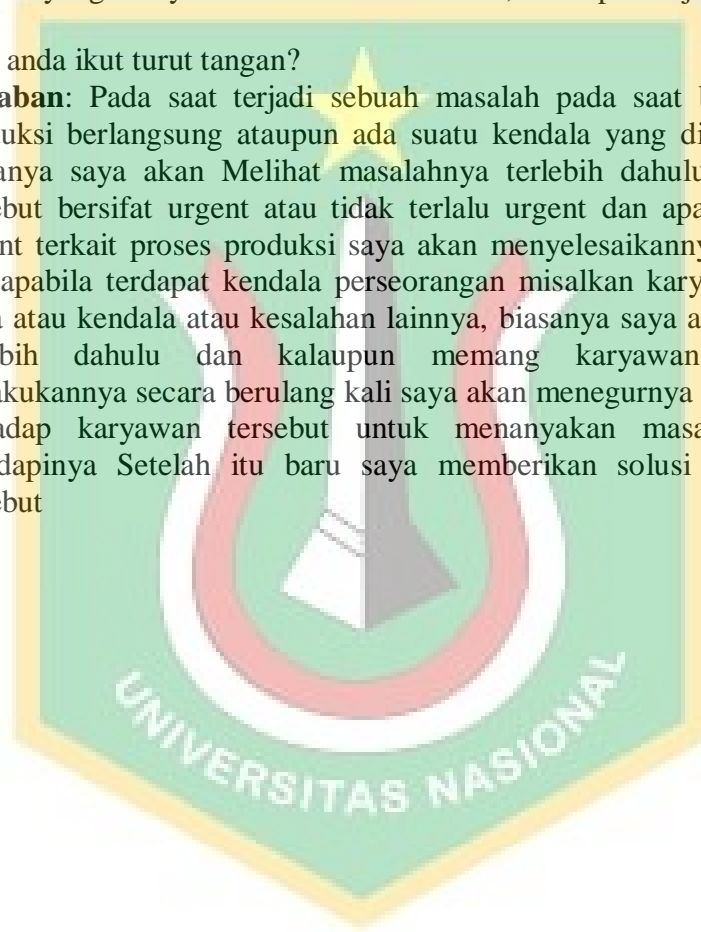 anda ikut turut tangan?
aban: Pada saat terjadi sebuah masalah pada saat
uksi berlangsung ataupun ada suatu kendala yang di
anya saya akan Melihat masalahnya terlebih dahulu
ebut bersifat urgent atau tidak terlalu urgent dan apa
nt terkait proses produksi saya akan menyelesaikanny
apabila terdapat kendala perseorangan misalkan kary
atau kendala atau kesalahan lainnya, biasanya saya a
bih dahulu dan kalaupun memang karyawan
akukannya secara berulang kali saya akan menegurnya
adap karyawan tersebut untuk menanyakan masa
dapinya Setelah itu baru saya memberikan solusi
ebut
UNIVERSITAS NASIONAL